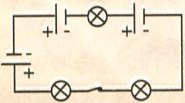 + - + -
-
+